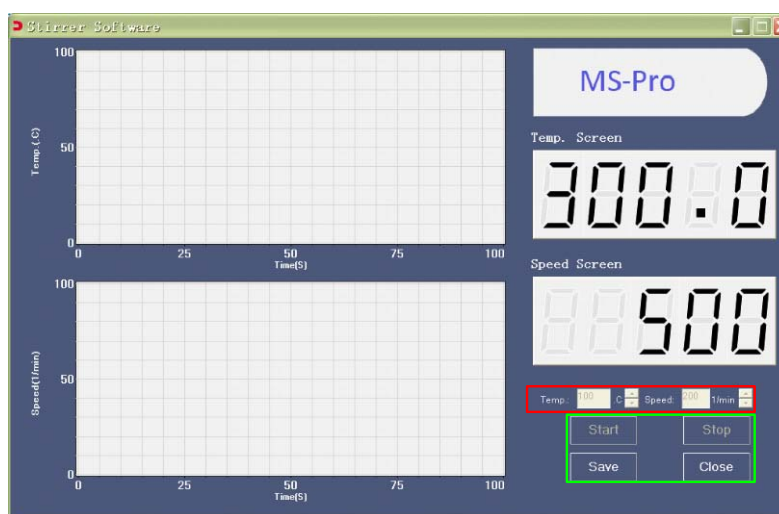 Stirrer Software
MS-Pro
100
50
0
Temp.(.C)
0 25 50 75 100
Time(S)
Temp. Screen
300.0
100
50
0
Speed(1/min)
0 25 50 75 100
Time(S)
Speed Screen
500
Temp.: 100 C Speed: 200 1/min
Start Stop
Save Close